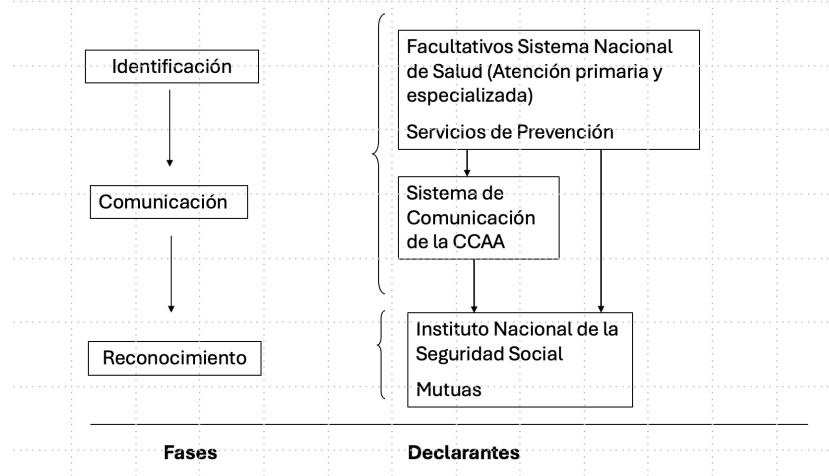 Identificación
Comunicación
Reconocimiento
Facultativos Sistema Nacional
de Salud (Atención primaria y
especializada)
Servicios de Prevención
Sistema de
Comunicación
de la CCAA
Instituto Nacional de la
Seguridad Social
Mutuas
Fases
Declarantes